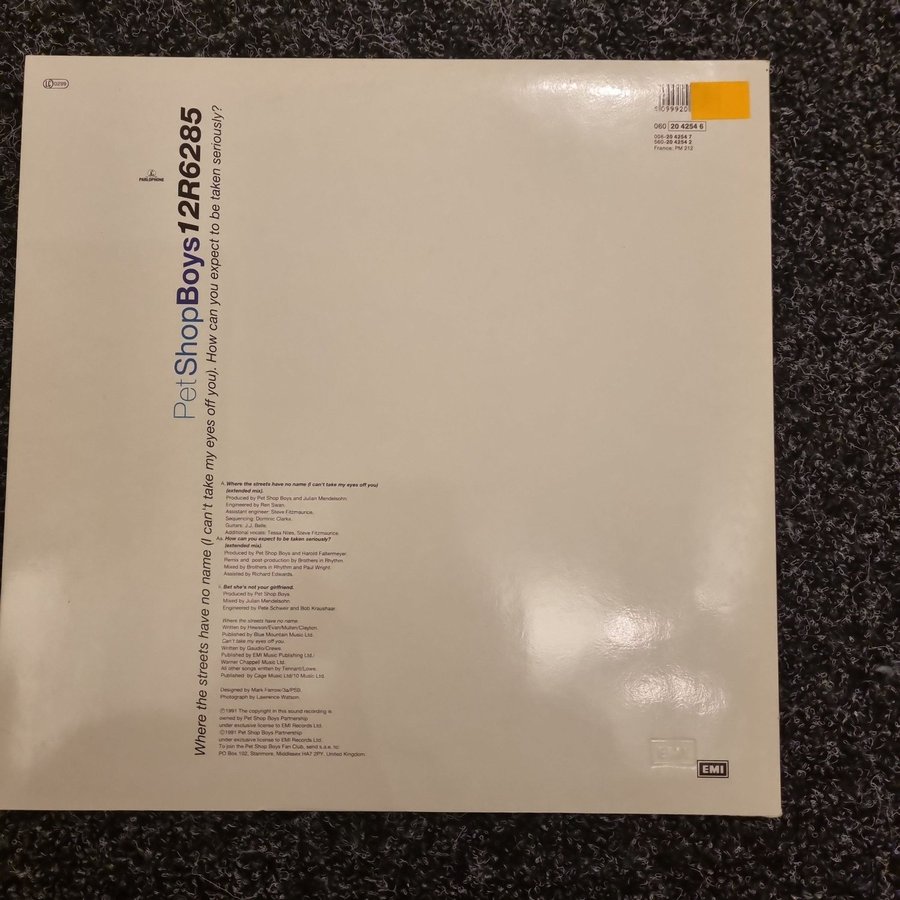 LC 0299
PARLOPHONE
Pet Shop Boys 12R6285
Where the streets have no name (I can't take my eyes off you). How can you expect to be taken seriously?
5 099920
060 20 4254 6
006-20 4254 7
560-20 4254 2
France: PM 212
A. Where the streets have no name (I can't take my eyes off you)
(extended mix).
Produced by Pet Shop Boys and Julian Mendelsohn.
Engineered by Ren Swan.
Assistant engineer: Steve Fitzmaurice.
Sequencing: Dominic Clarke.
Guitars: J.J. Belle.
Additional vocals: Tessa Niles, Steve Fitzmaurice.
How can you expect to be taken seriously?
(extended mix).
Produced by Pet Shop Boys and Harold Faltermeyer.
Remix and post-production by Brothers in Rhythm.
Mixed by Brothers in Rhythm and Paul Wright.
Assisted by Richard Edwards.
Bet she's not your girlfriend.
Produced by Pet Shop Boys.
Mixed by Julian Mendelsohn.
Engineered by Pete Schwier and Bob Kraushaar.
Where the streets have no name.
Written by Hewson/Evan/Mullen/Clayton.
Published by Blue Mountain Music Ltd.
Can't take my eyes off you.
Written by Gaudio/Crewe.
Published by EMI Music Publishing Ltd./
Warner Chappell Music Ltd.
All other songs written by Tennant/Lowe.
Published by Cage Music Ltd/10 Music Ltd.
Designed by Mark Farrow/3a/PSB.
Photograph by Lawrence Watson.
℗1991 The copyright in this sound recording is
owned by Pet Shop Boys Partnership
under exclusive license to EMI Records Ltd.
©1991 Pet Shop Boys Partnership
under exclusive license to EMI Records Ltd.
To join the Pet Shop Boys Fan Club, send s.a.e. to:
PO Box 102, Stanmore, Middlesex HA7 2PY, United Kingdom.
EMI
EMI